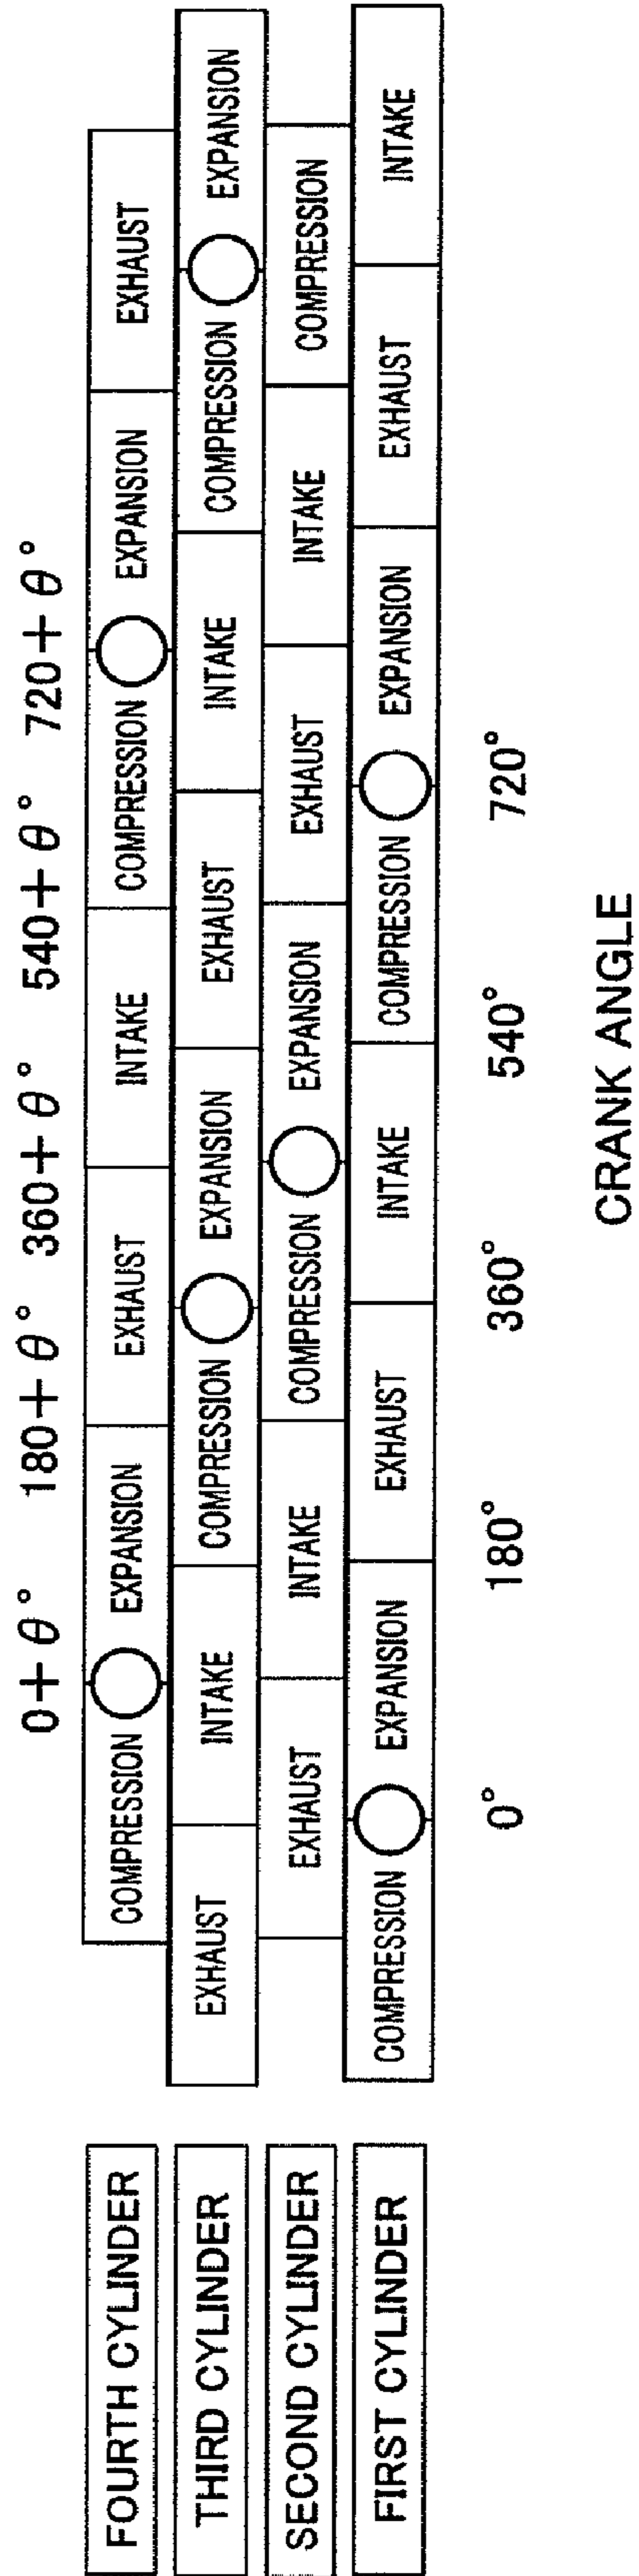 0+θ° 180+θ° 360+θ° 540+θ° 720+θ°
FOURTH CYLINDER COMPRESSION EXPANSION EXHAUST INTAKE COMPRESSION EXPANSION EXHAUST
THIRD CYLINDER EXHAUST INTAKE COMPRESSION EXPANSION EXHAUST INTAKE COMPRESSION EXPANSION
SECOND CYLINDER EXHAUST INTAKE COMPRESSION EXPANSION EXHAUST INTAKE COMPRESSION
FIRST CYLINDER COMPRESSION EXPANSION EXHAUST INTAKE COMPRESSION EXPANSION EXHAUST INTAKE
0° 180° 360° 540° 720°
CRANK ANGLE